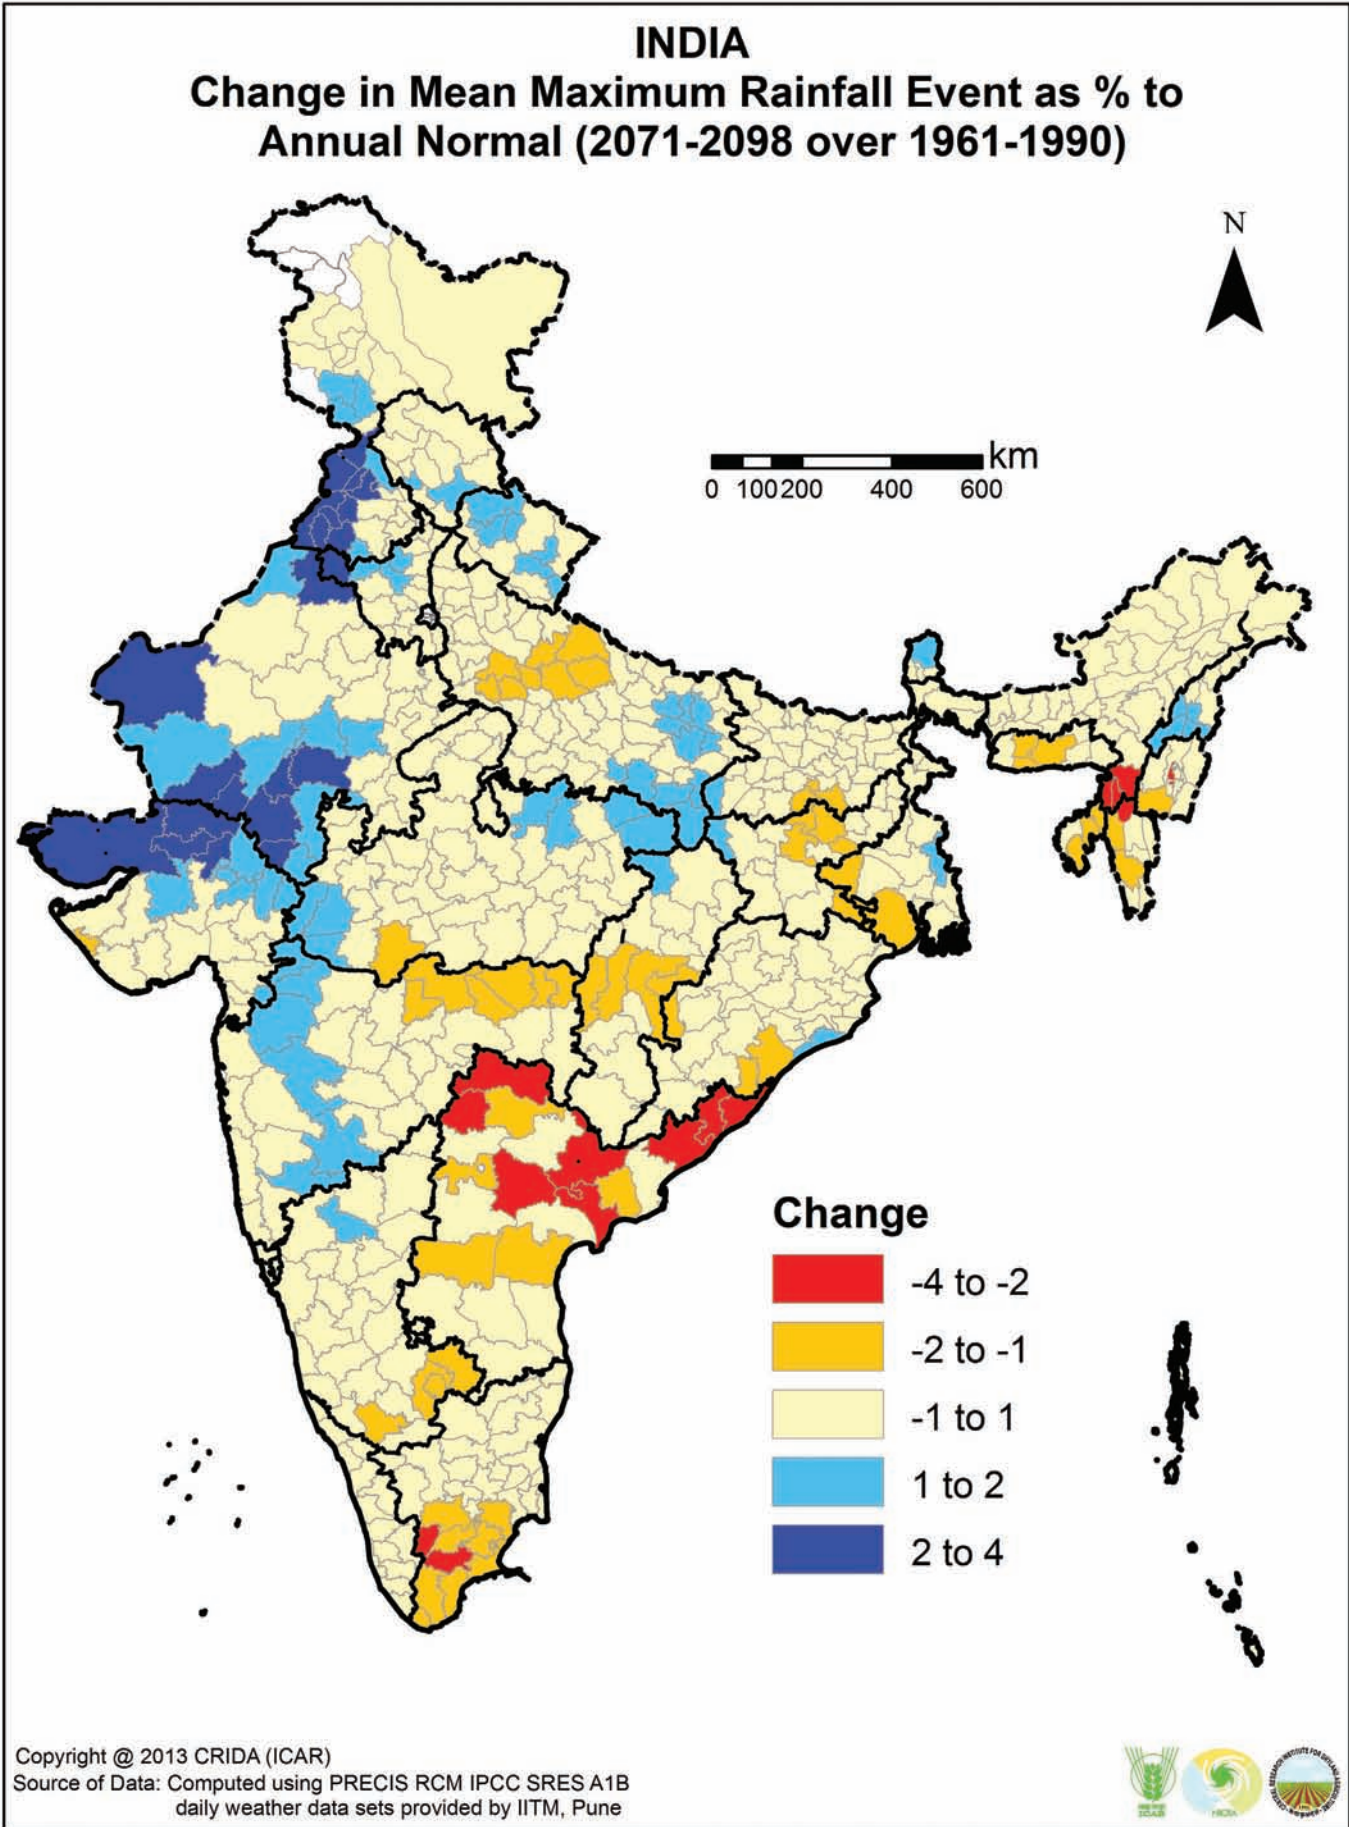 INDIA
Change in Mean Maximum Rainfall Event as % to
Annual Normal (2071-2098 over 1961-1990)
N
km
0 100 200 400 600
Change
-4 to -2
-2 to -1
-1 to 1
1 to 2
2 to 4
Copyright @ 2013 CRIDA (ICAR)
Source of Data: Computed using PRECIS RCM IPCC SRES A1B
daily weather data sets provided by IITM, Pune